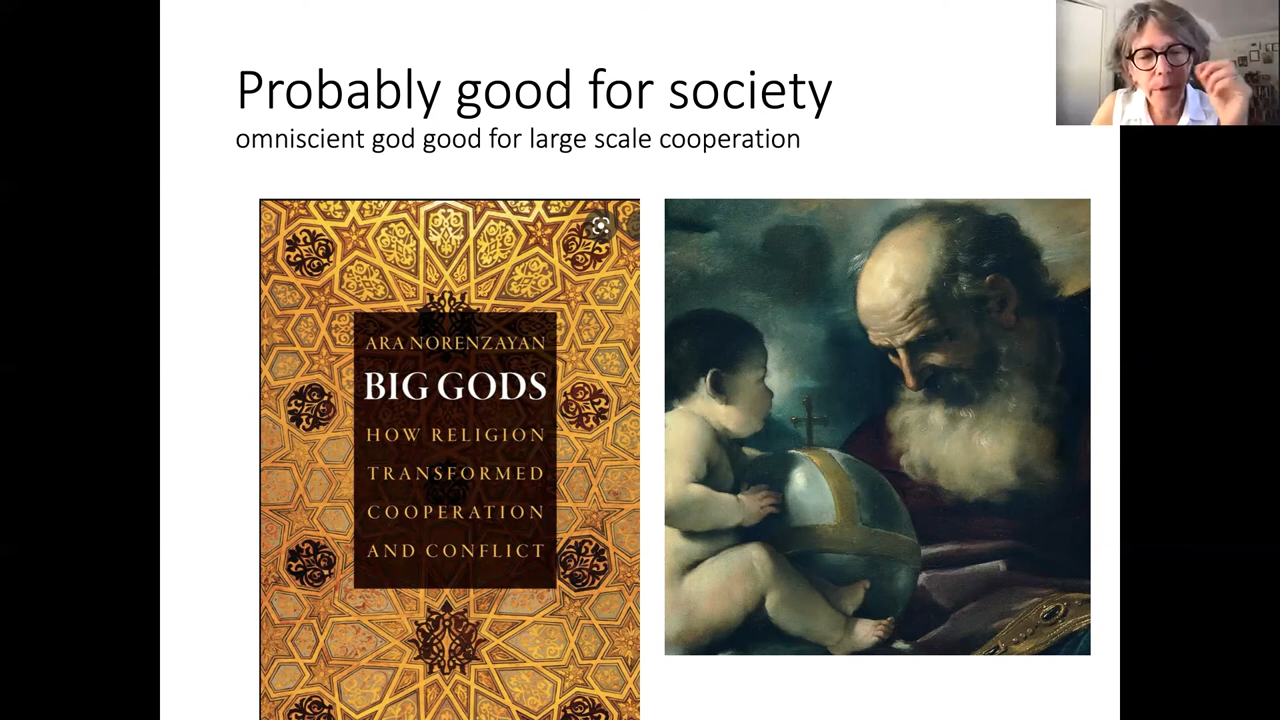 Probably good for society
omniscient god good for large scale cooperation
ARA NORENZAYAN
BIG GODS
HOW RELIGION
TRANSFORMED
COOPERATION
AND CONFLICT